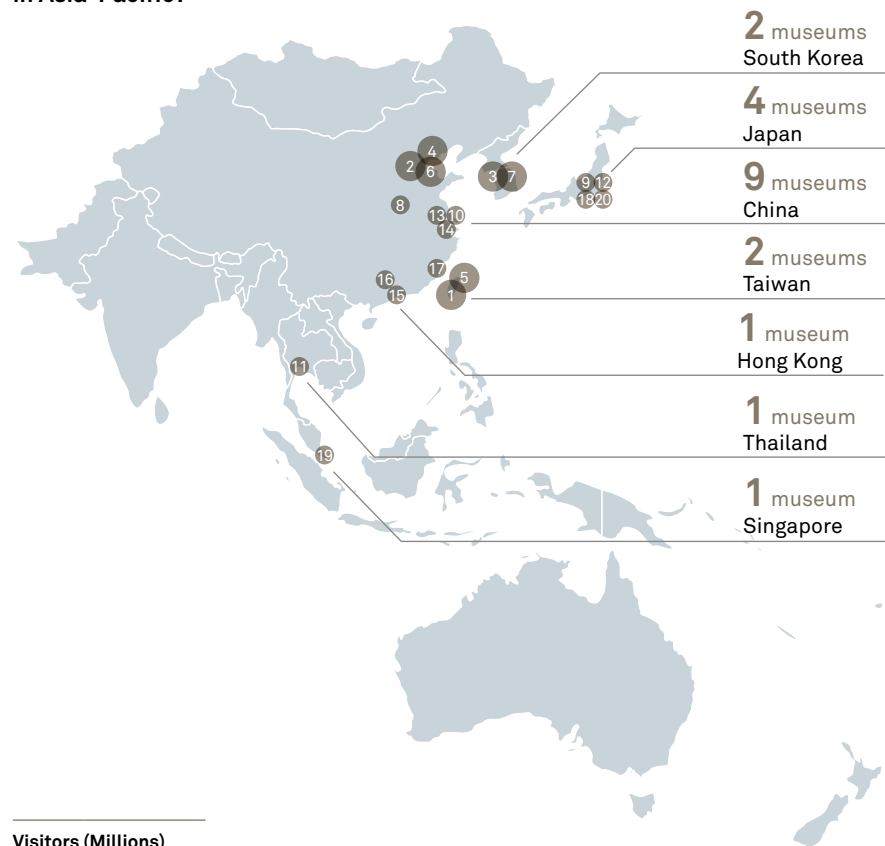 in Asia-Pacific?
2 museums
South Korea
4 museums
Japan
9 museums
China
2 museums
Taiwan
1 museum
Hong Kong
1 museum
Thailand
1 museum
Singapore
4
2
6
3 7
9 12
18 20
8
13 10
14
17
5
16
15
1
11
19
Visitors (Millions)